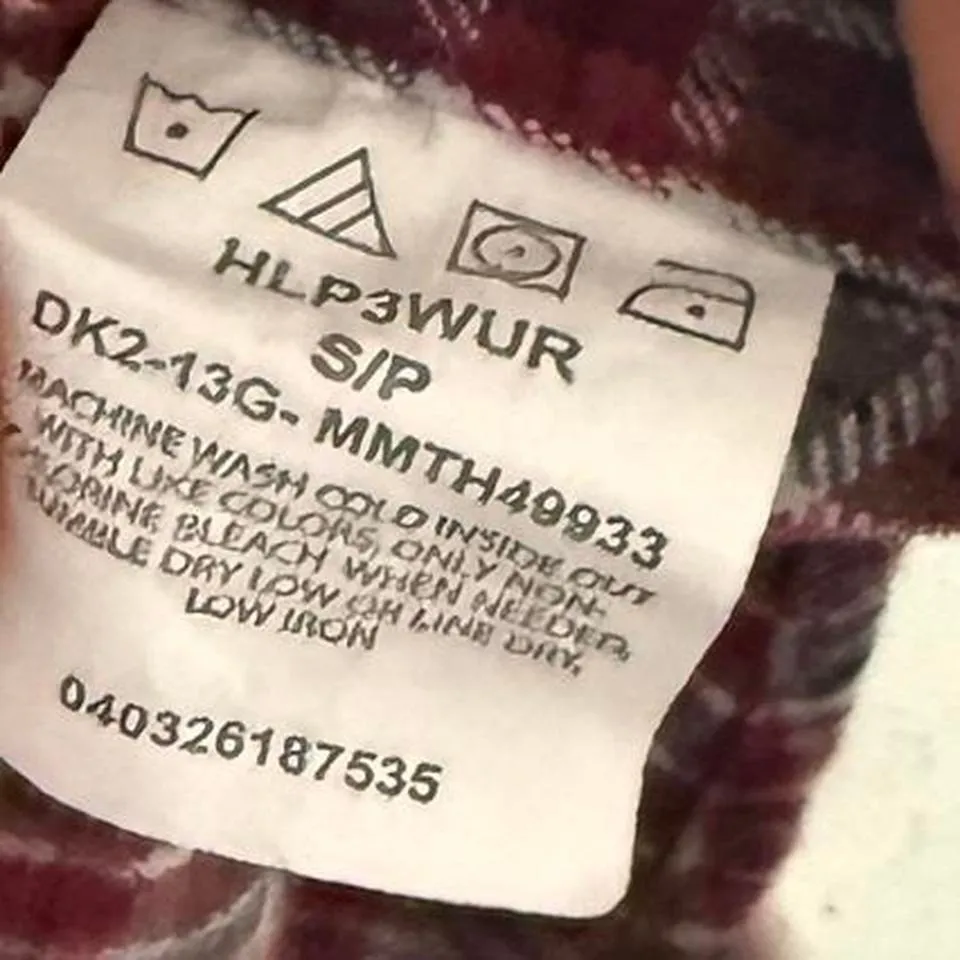 HLP3WUR
S/P
DK2-13G- MMTH49933
MACHINE WASH COLD INSIDE OUT
WITH LIKE COLORS, ONLY NON-
CHLORINE BLEACH WHEN NEEDED,
TUMBLE DRY LOW OR LINE DRY,
LOW IRON
040326187535